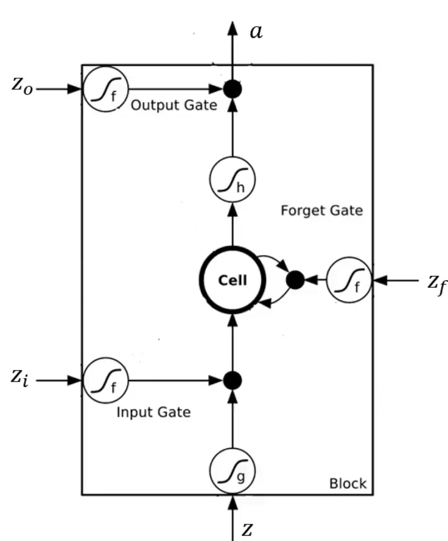 a
z_o
f
Output Gate
h
Forget Gate
Cell
f
z_f
z_i
f
Input Gate
g
Block
z